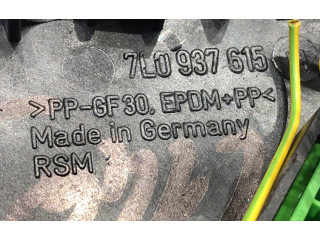 7L0 937 615
>PP-GF30. EPDM+PP<
Made in Germany
RSM